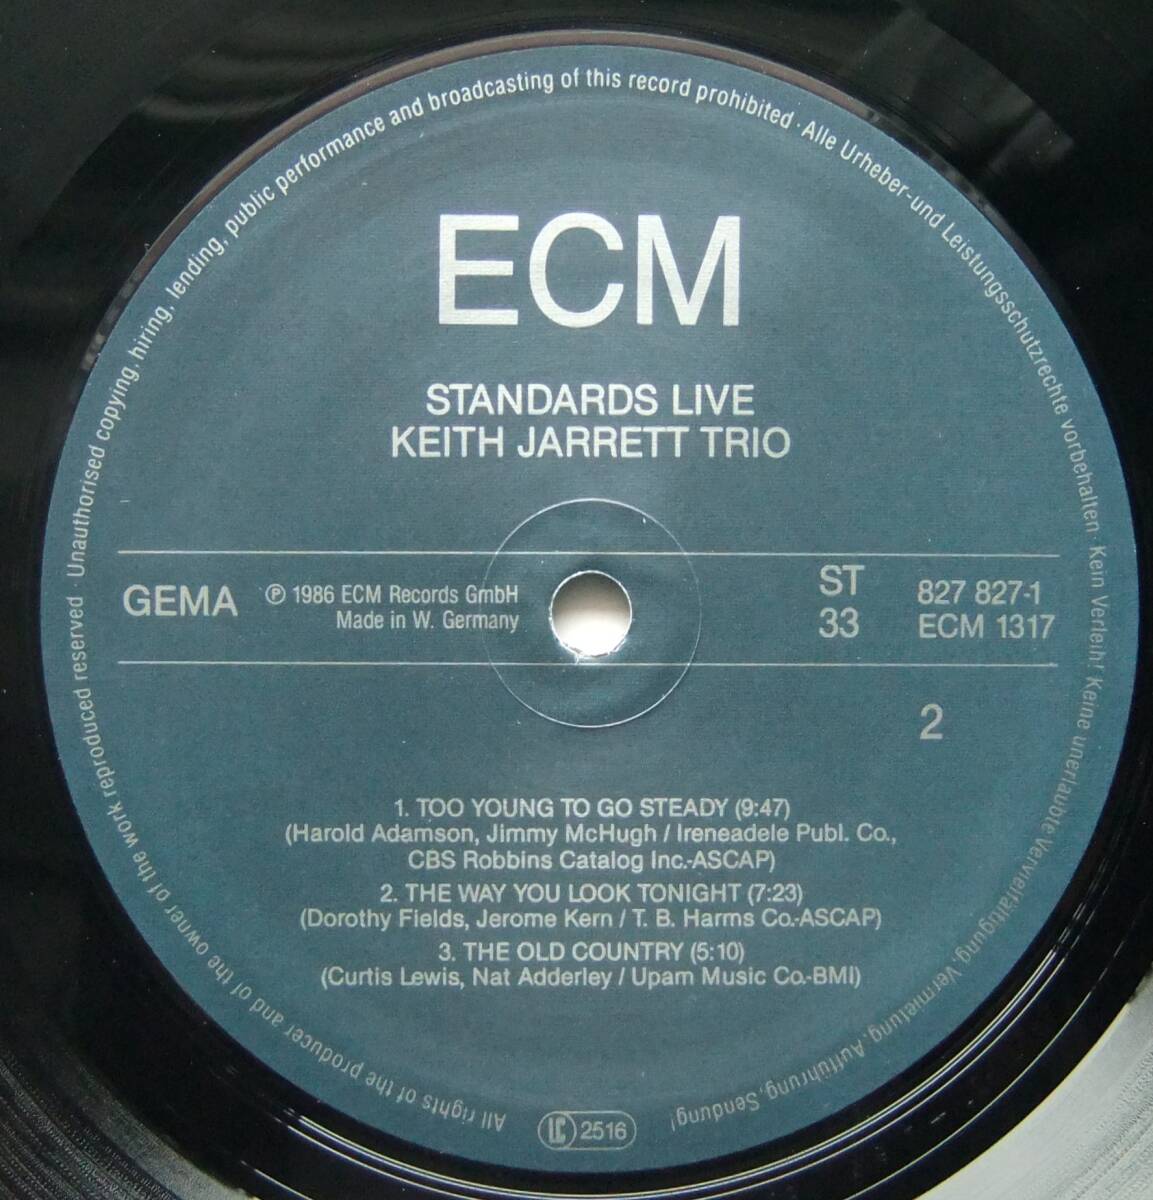 ECM
STANDARDS LIVE
KEITH JARRETT TRIO
GEMA
℗ 1986 ECM Records GmbH
Made in W. Germany
ST
33
827 827-1
ECM 1317
2
1. TOO YOUNG TO GO STEADY (9:47)
(Harold Adamson, Jimmy McHugh / Ireneadele Publ. Co.,
CBS Robbins Catalog Inc.-ASCAP)
2. THE WAY YOU LOOK TONIGHT (7:23)
(Dorothy Fields, Jerome Kern / T. B. Harms Co.-ASCAP)
3. THE OLD COUNTRY (5:10)
(Curtis Lewis, Nat Adderley / Upam Music Co.-BMI)
All rights of the producer and of the owner of the work reproduced reserved · Unauthorised copying, hiring, lending, public performance and broadcasting of this record prohibited · Alle Urheber-und Leistungsschutzrechte vorbehalten · Kein Verleih! Keine unerlaubte Vervielfältigung, Vermietung, Aufführung, Sendung!
LC 2516